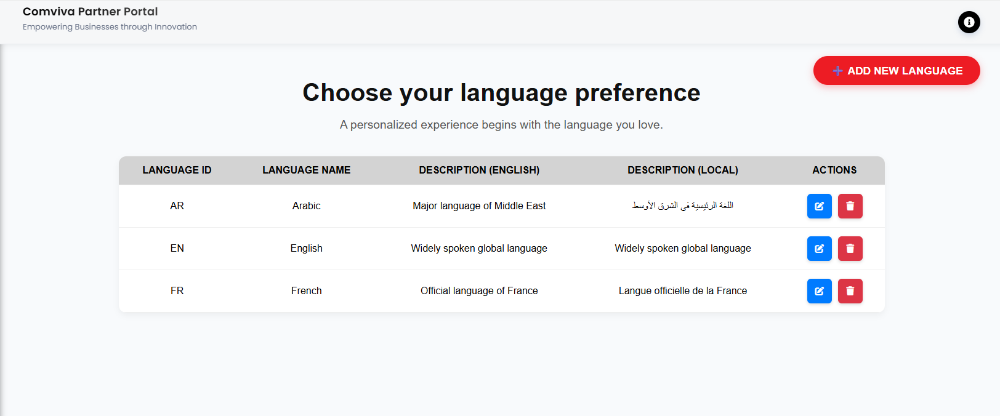 Comviva Partner Portal
Empowering Businesses through Innovation
ADD NEW LANGUAGE
Choose your language preference
A personalized experience begins with the language you love.
LANGUAGE ID LANGUAGE NAME DESCRIPTION (ENGLISH) DESCRIPTION (LOCAL) ACTIONS
AR Arabic Major language of Middle East اللغة الرئيسية في الشرق الأوسط
EN English Widely spoken global language Widely spoken global language
FR French Official language of France Langue officielle de la France